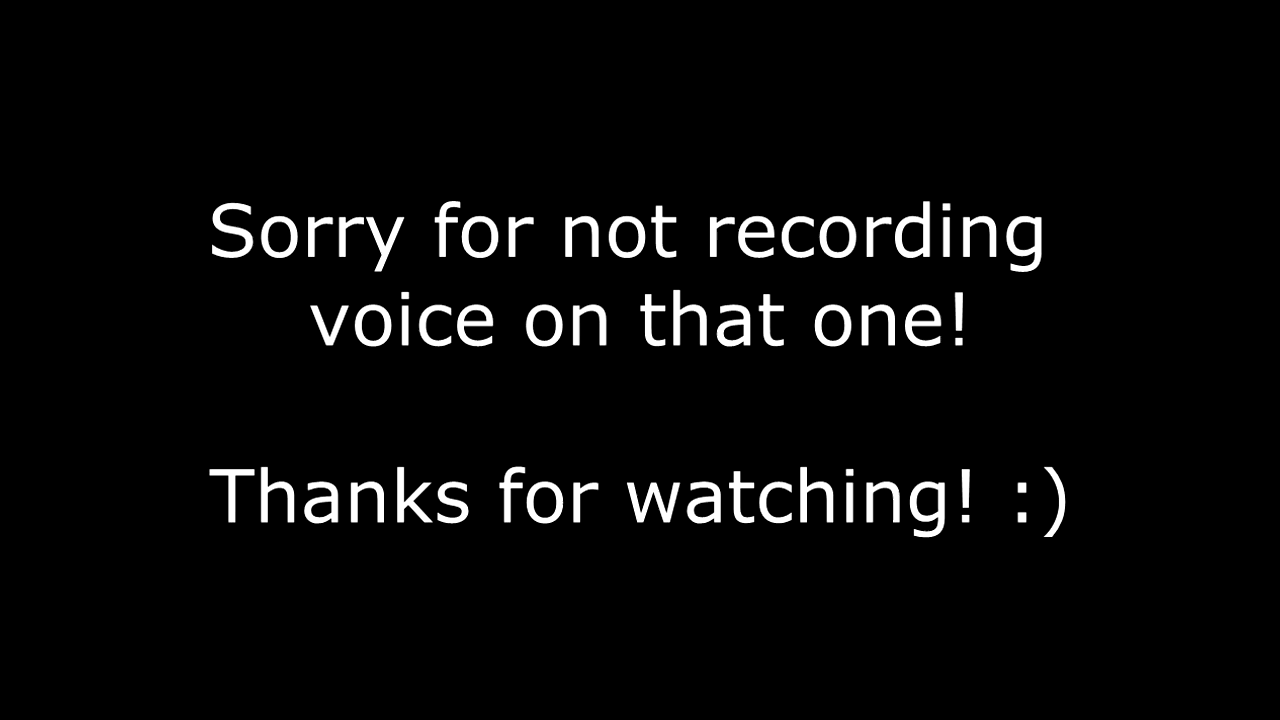 Sorry for not recording
voice on that one!
Thanks for watching! :)